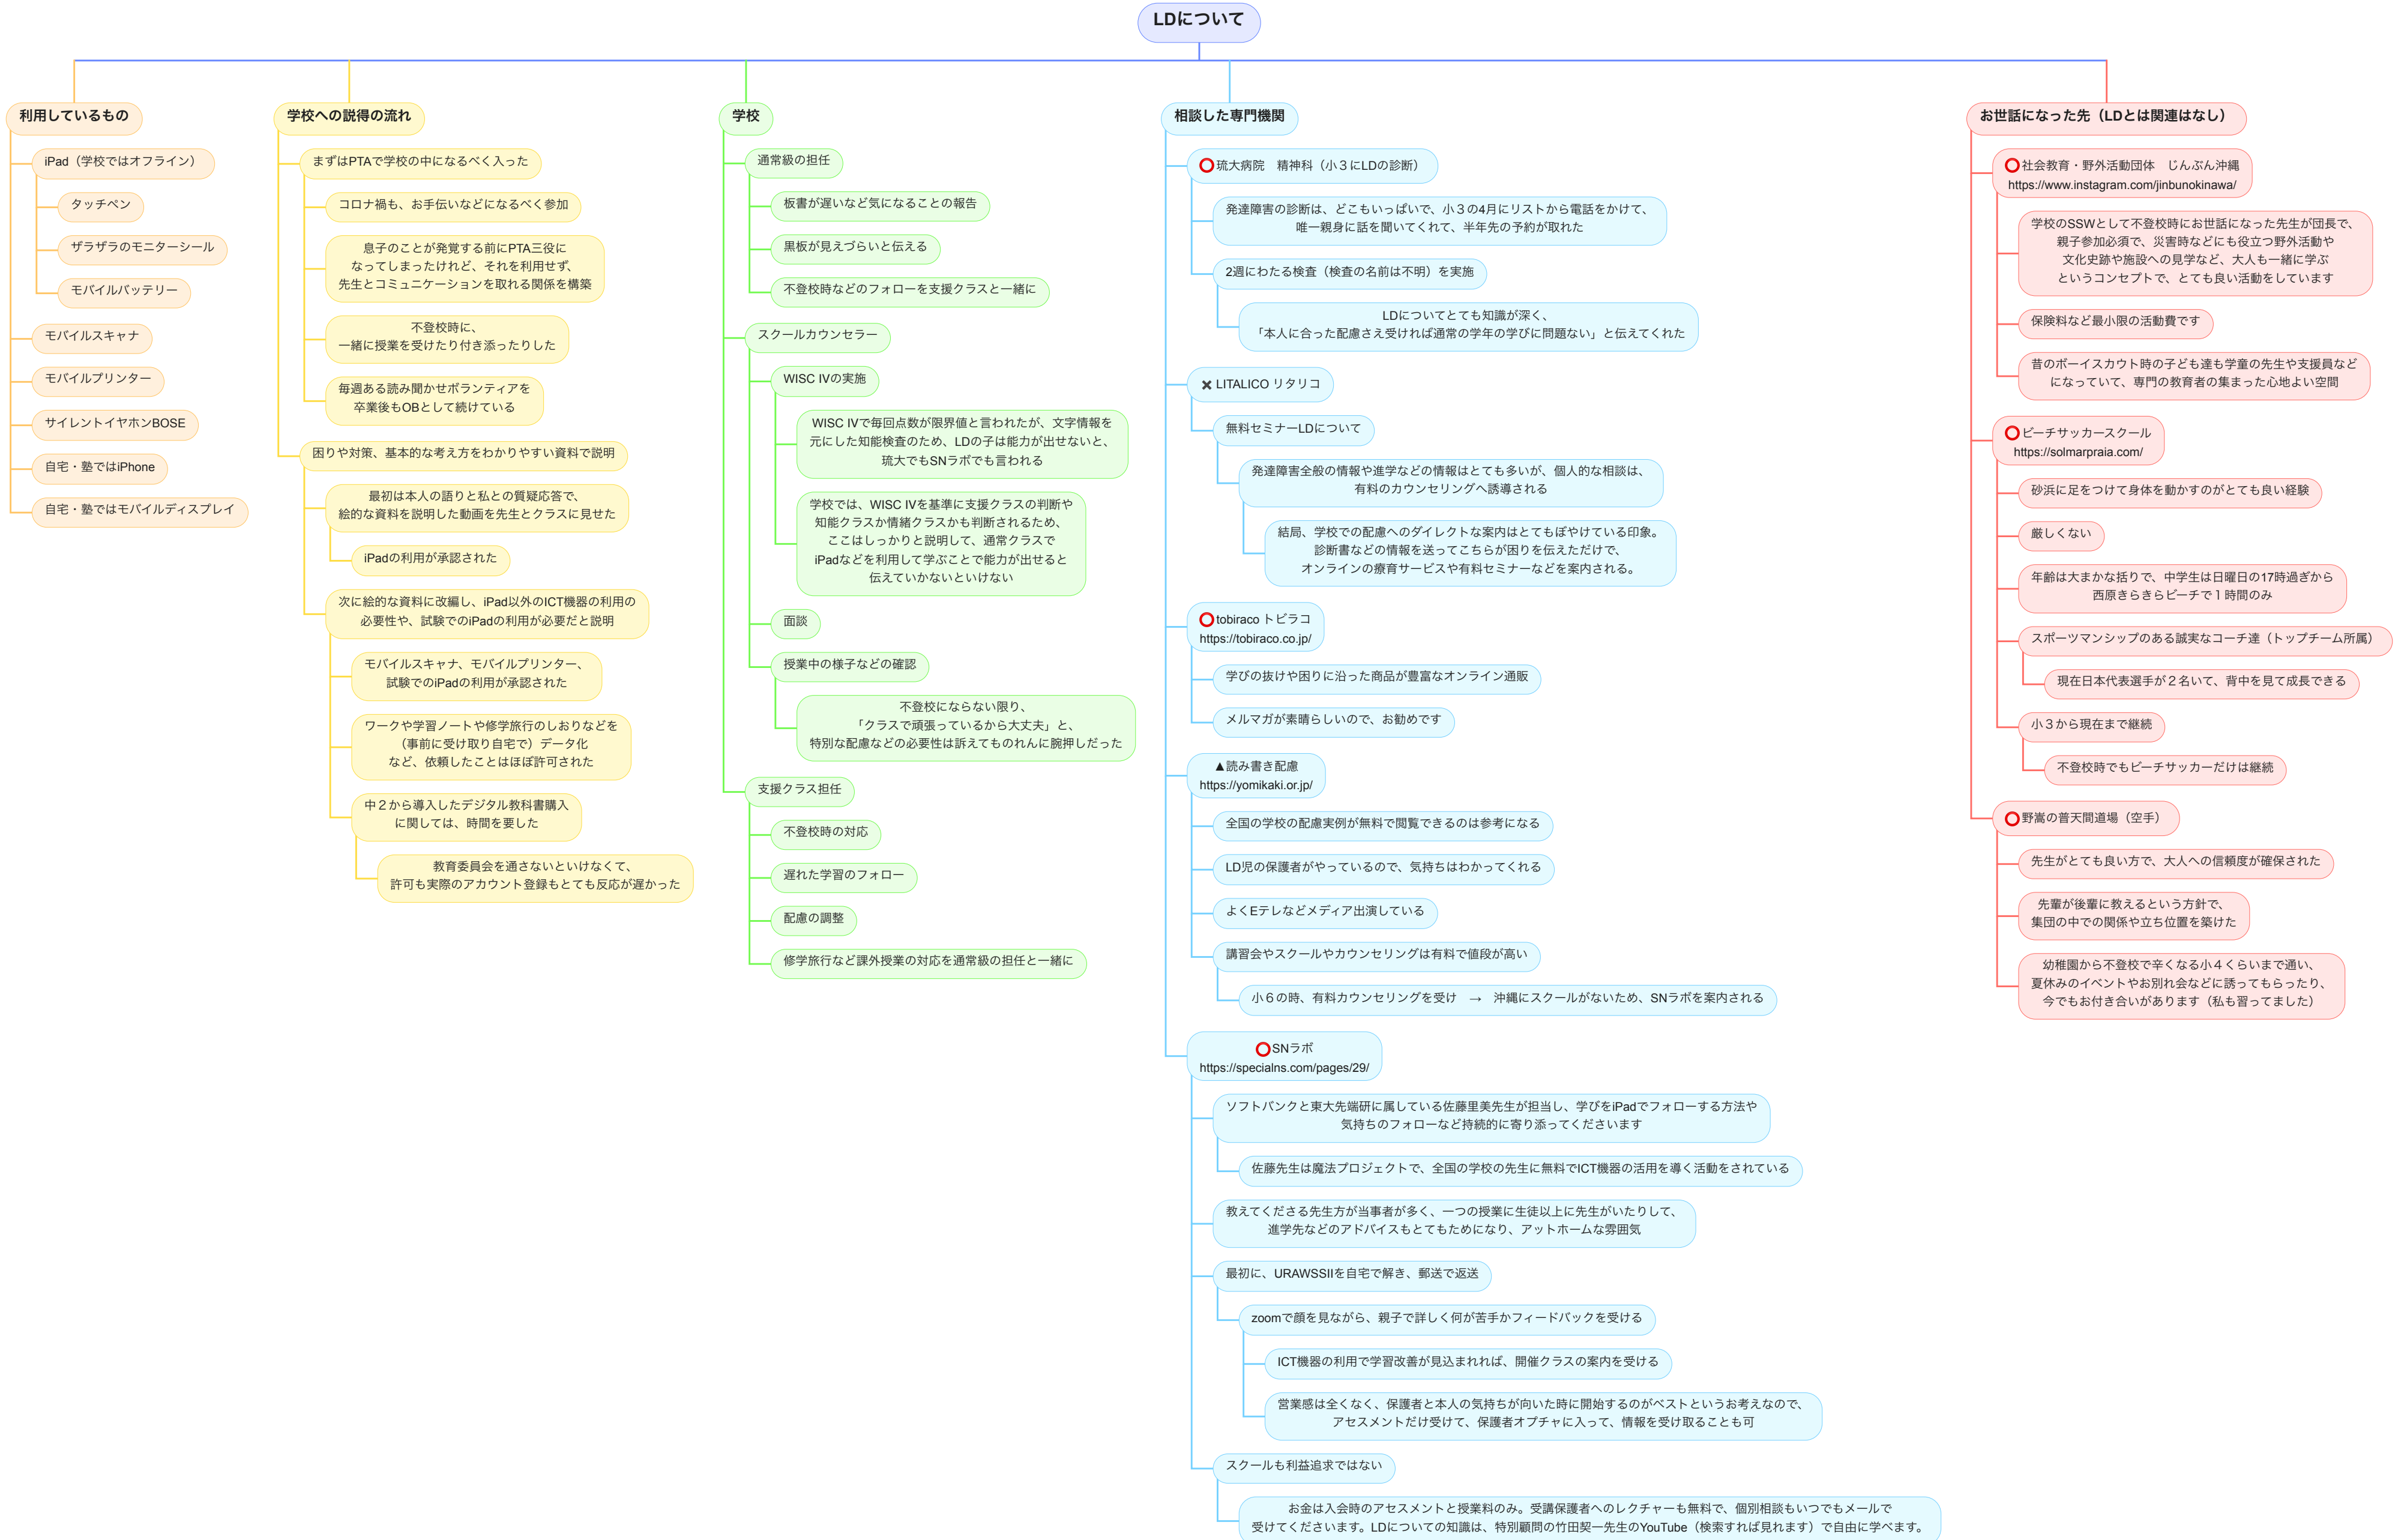 LDについて
利用しているもの
iPad（学校ではオフライン）
タッチペン
ザラザラのモニターシール
モバイルバッテリー
モバイルスキャナ
モバイルプリンター
サイレントイヤホンBOSE
自宅・塾ではiPhone
自宅・塾ではモバイルディスプレイ
学校への説得の流れ
まずはPTAで学校の中になるべく入った
コロナ禍も、お手伝いなどになるべく参加
息子のことが発覚する前にPTA三役に
なってしまったけれど、それを利用せず、
先生とコミュニケーションを取れる関係を構築
不登校時に、
一緒に授業を受けたり付き添ったりした
毎週ある読み聞かせボランティアを
卒業後もOBとして続けている
困りや対策、基本的な考え方をわかりやすい資料で説明
最初は本人の語りと私との質疑応答で、
絵的な資料を説明した動画を先生とクラスに見せた
iPadの利用が承認された
次に絵的な資料に改編し、iPad以外のICT機器の利用の
必要性や、試験でのiPadの利用が必要だと説明
モバイルスキャナ、モバイルプリンター、
試験でのiPadの利用が承認された
ワークや学習ノートや修学旅行のしおりなどを
（事前に受け取り自宅で）データ化
など、依頼したことはほぼ許可された
中２から導入したデジタル教科書購入
に関しては、時間を要した
教育委員会を通さないといけなくて、
許可も実際のアカウント登録もとても反応が遅かった
学校
通常級の担任
板書が遅いなど気になることの報告
黒板が見えづらいと伝える
不登校時などのフォローを支援クラスと一緒に
スクールカウンセラー
WISC IVの実施
WISC IVで毎回点数が限界値と言われたが、文字情報を
元にした知能検査のため、LDの子は能力が出せないと、
琉大でもSNラボでも言われる
学校では、WISC IVを基準に支援クラスの判断や
知能クラスか情緒クラスかも判断されるため、
ここはしっかりと説明して、通常クラスで
iPadなどを利用して学ぶことで能力が出せると
伝えていかないといけない
面談
授業中の様子などの確認
不登校にならない限り、
「クラスで頑張っているから大丈夫」と、
特別な配慮などの必要性は訴えてものれんに腕押しだった
支援クラス担任
不登校時の対応
遅れた学習のフォロー
配慮の調整
修学旅行など課外授業の対応を通常級の担任と一緒に
相談した専門機関
⭕琉大病院　精神科（小３にLDの診断）
発達障害の診断は、どこもいっぱいで、小３の4月にリストから電話をかけて、
唯一親身に話を聞いてくれて、半年先の予約が取れた
2週にわたる検査（検査の名前は不明）を実施
LDについてとても知識が深く、
「本人に合った配慮さえ受ければ通常の学年の学びに問題ない」と伝えてくれた
✖ LITALICO リタリコ
無料セミナーLDについて
発達障害全般の情報や進学などの情報はとても多いが、個人的な相談は、
有料のカウンセリングへ誘導される
結局、学校での配慮へのダイレクトな案内はとてもぼやけている印象。
診断書などの情報を送ってこちらが困りを伝えただけで、
オンラインの療育サービスや有料セミナーなどを案内される。
⭕tobiraco トビラコ
https://tobiraco.co.jp/
学びの抜けや困りに沿った商品が豊富なオンライン通販
メルマガが素晴らしいので、お勧めです
▲読み書き配慮
https://yomikaki.or.jp/
全国の学校の配慮実例が無料で閲覧できるのは参考になる
LD児の保護者がやっているので、気持ちはわかってくれる
よくEテレなどメディア出演している
講習会やスクールやカウンセリングは有料で値段が高い
小６の時、有料カウンセリングを受け　→　沖縄にスクールがないため、SNラボを案内される
⭕SNラボ
https://specialns.com/pages/29/
ソフトバンクと東大先端研に属している佐藤里美先生が担当し、学びをiPadでフォローする方法や
気持ちのフォローなど持続的に寄り添ってくださいます
佐藤先生は魔法プロジェクトで、全国の学校の先生に無料でICT機器の活用を導く活動をされている
教えてくださる先生方が当事者が多く、一つの授業に生徒以上に先生がいたりして、
進学先などのアドバイスもとてもためになり、アットホームな雰囲気
最初に、URAWSSIIを自宅で解き、郵送で返送
zoomで顔を見ながら、親子で詳しく何が苦手かフィードバックを受ける
ICT機器の利用で学習改善が見込まれれば、開催クラスの案内を受ける
営業感は全くなく、保護者と本人の気持ちが向いた時に開始するのがベストというお考えなので、
アセスメントだけ受けて、保護者オプチャに入って、情報を受け取ることも可
スクールも利益追求ではない
お金は入会時のアセスメントと授業料のみ。受講保護者へのレクチャーも無料で、個別相談もいつでもメールで
受けてくださいます。LDについての知識は、特別顧問の竹田契一先生のYouTube（検索すれば見れます）で自由に学べます。
お世話になった先（LDとは関連はなし）
⭕社会教育・野外活動団体　じんぶん沖縄
https://www.instagram.com/jinbunokinawa/
学校のSSWとして不登校時にお世話になった先生が団長で、
親子参加必須で、災害時などにも役立つ野外活動や
文化史跡や施設への見学など、大人も一緒に学ぶ
というコンセプトで、とても良い活動をしています
保険料など最小限の活動費です
昔のボーイスカウト時の子ども達も学童の先生や支援員など
になっていて、専門の教育者の集まった心地よい空間
⭕ビーチサッカースクール
https://solmarpraia.com/
砂浜に足をつけて身体を動かすのがとても良い経験
厳しくない
年齢は大まかな括りで、中学生は日曜日の17時過ぎから
西原きらきらビーチで１時間のみ
スポーツマンシップのある誠実なコーチ達（トップチーム所属）
現在日本代表選手が２名いて、背中を見て成長できる
小３から現在まで継続
不登校時でもビーチサッカーだけは継続
⭕野嵩の普天間道場（空手）
先生がとても良い方で、大人への信頼度が確保された
先輩が後輩に教えるという方針で、
集団の中での関係や立ち位置を築けた
幼稚園から不登校で辛くなる小４くらいまで通い、
夏休みのイベントやお別れ会などに誘ってもらったり、
今でもお付き合いがあります（私も習ってました）